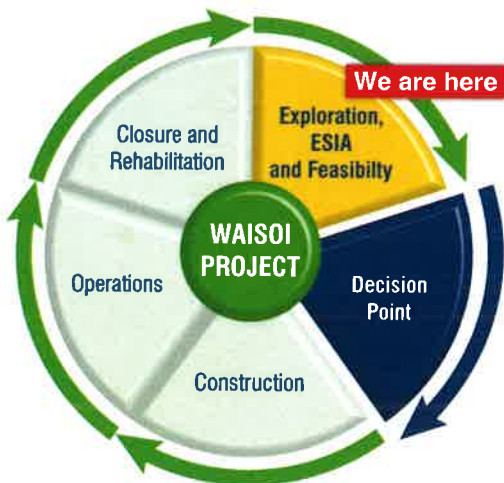 We are here
Exploration,
ESIA
and Feasibilty
Closure and
Rehabilitation
WAISOI
PROJECT
Operations
Decision
Point
Construction